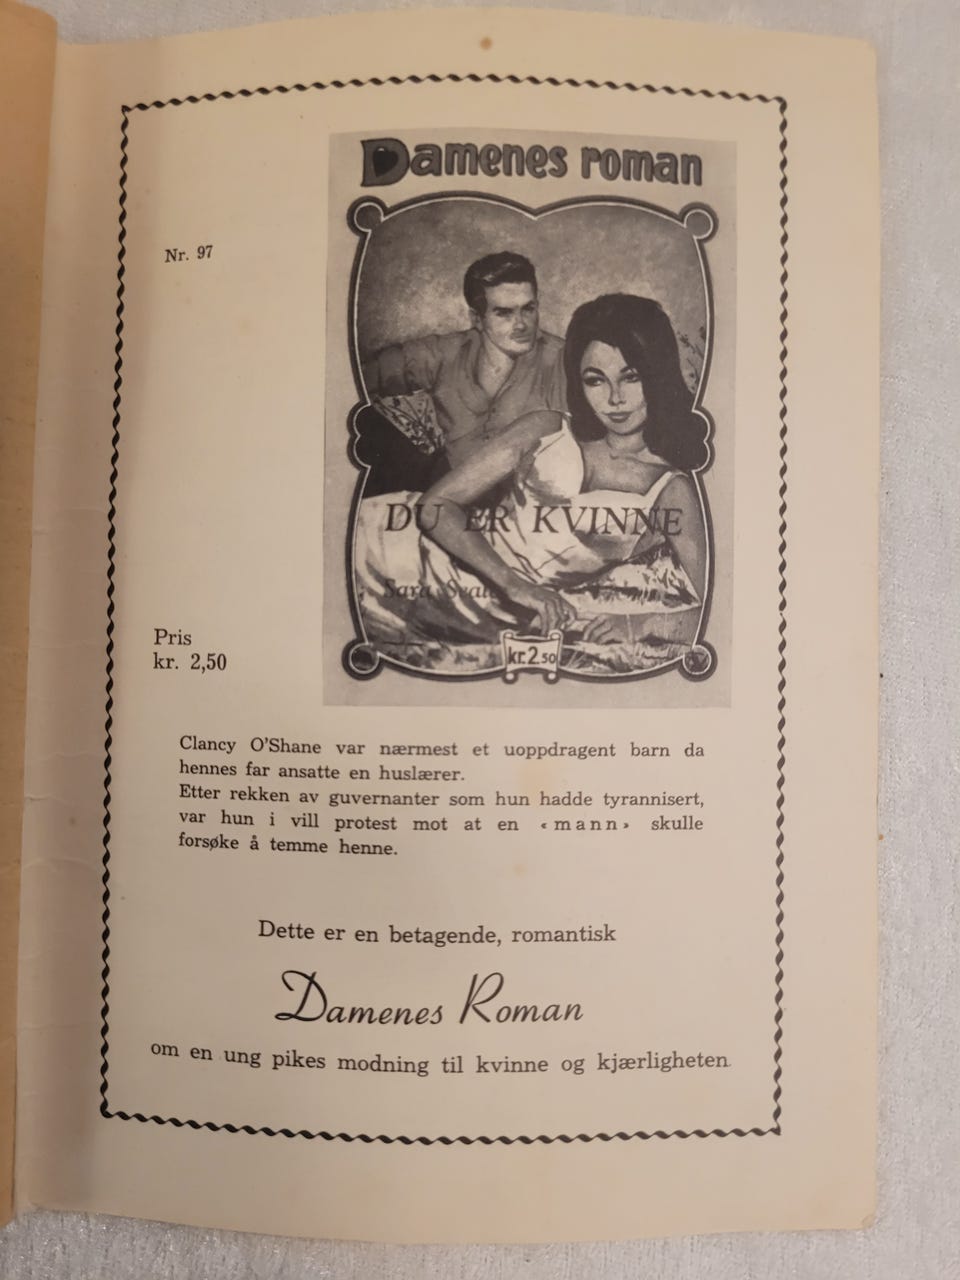 Damenes roman
Nr. 97
DU ER KVINNE
Sara Seale
kr. 2.50
Pris
kr. 2,50
Clancy O'Shane var nærmest et uoppdragent barn da
hennes far ansatte en huslærer.
Etter rekken av guvernanter som hun hadde tyrannisert,
var hun i vill protest mot at en «mann» skulle
forsøke å temme henne.
Dette er en betagende, romantisk
Damenes Roman
om en ung pikes modning til kvinne og kjærligheten.